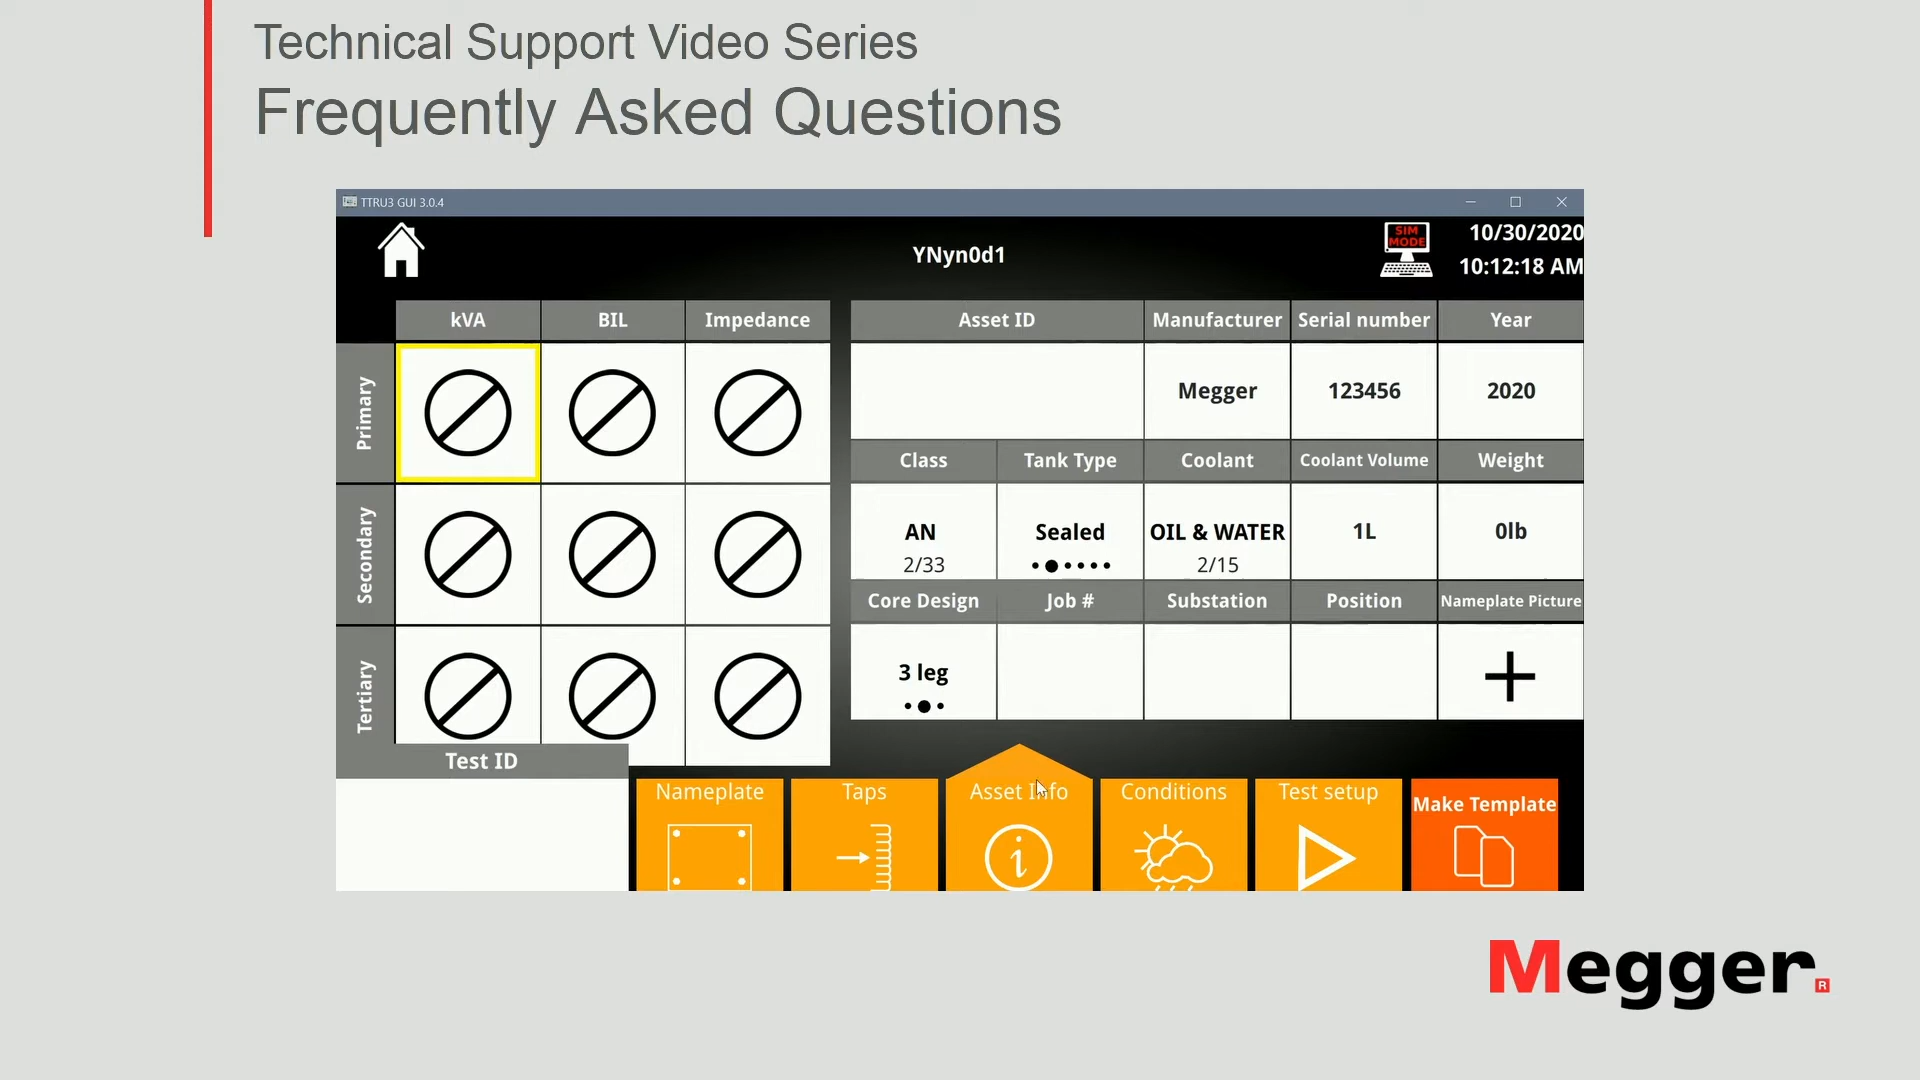 Technical Support Video Series
Frequently Asked Questions
TTRU3 GUI 3.0.4
YNyn0d1
SIM
MODE
10/30/2020
10:12:18 AM
kVA BIL Impedance
Asset ID Manufacturer Serial number Year
Primary
Megger 123456 2020
Class Tank Type Coolant Coolant Volume Weight
Secondary
AN Sealed OIL & WATER 1L 0lb
2/33 2/15
Core Design Job # Substation Position Nameplate Picture
Tertiary
3 leg
Test ID
Nameplate Taps Asset Info Conditions Test setup Make Template
i
Megger
R